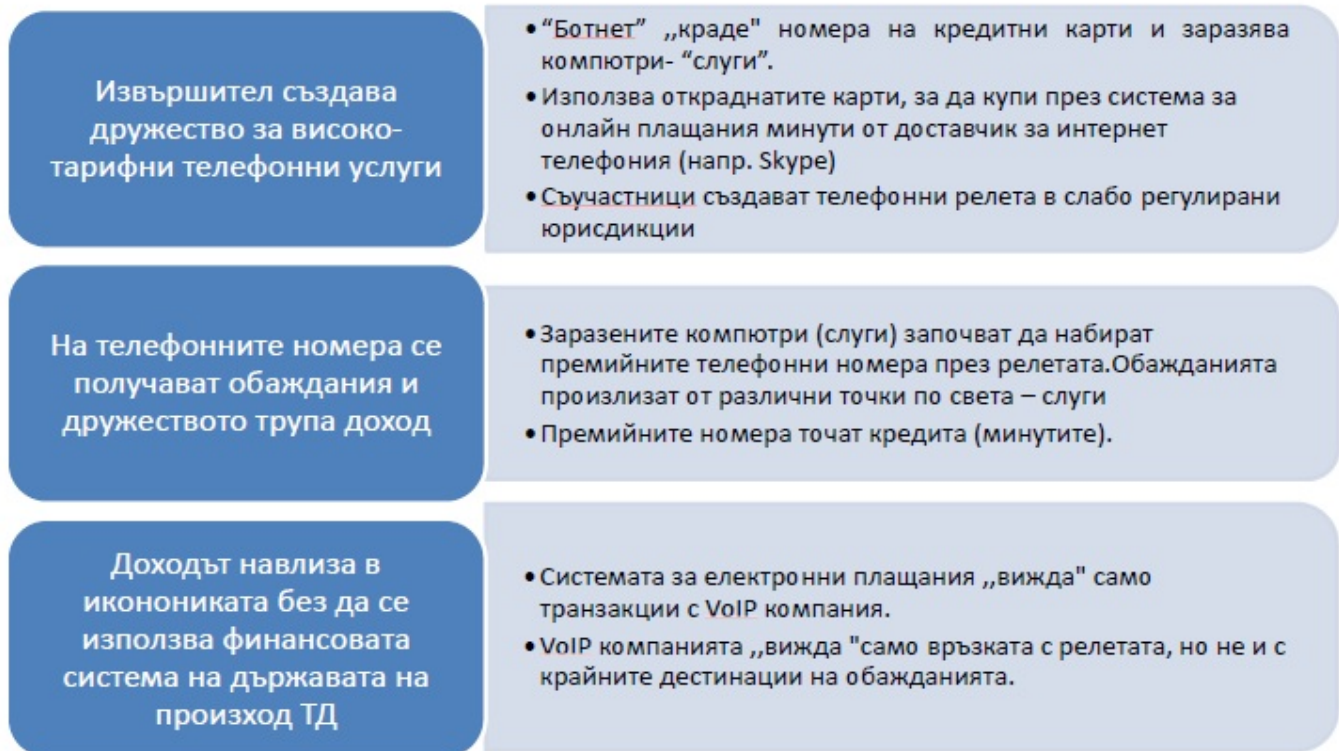 Извършител създава
дружество за високо-
тарифни телефонни услуги
•“Ботнет” ,,краде" номера на кредитни карти и заразява
компютри- “слуги”.
•Използва откраднатите карти, за да купи през система за
онлайн плащания минути от доставчик за интернет
телефония (напр. Skype)
•Съучастници създават телефонни релета в слабо регулирани
юрисдикции
На телефонните номера се
получават обаждания и
дружеството трупа доход
•Заразените компютри (слуги) започват да набират
премийните телефонни номера през релетата.Обажданията
произлизат от различни точки по света – слуги
•Премийните номера точат кредита (минутите).
Доходът навлиза в
иконониката без да се
използва финансовата
система на държавата на
произход ТД
•Системата за електронни плащания ,,вижда" само
транзакции с VoIP компания.
•VoIP компанията ,,вижда "само връзката с релетата, но не и с
крайните дестинации на обажданията.